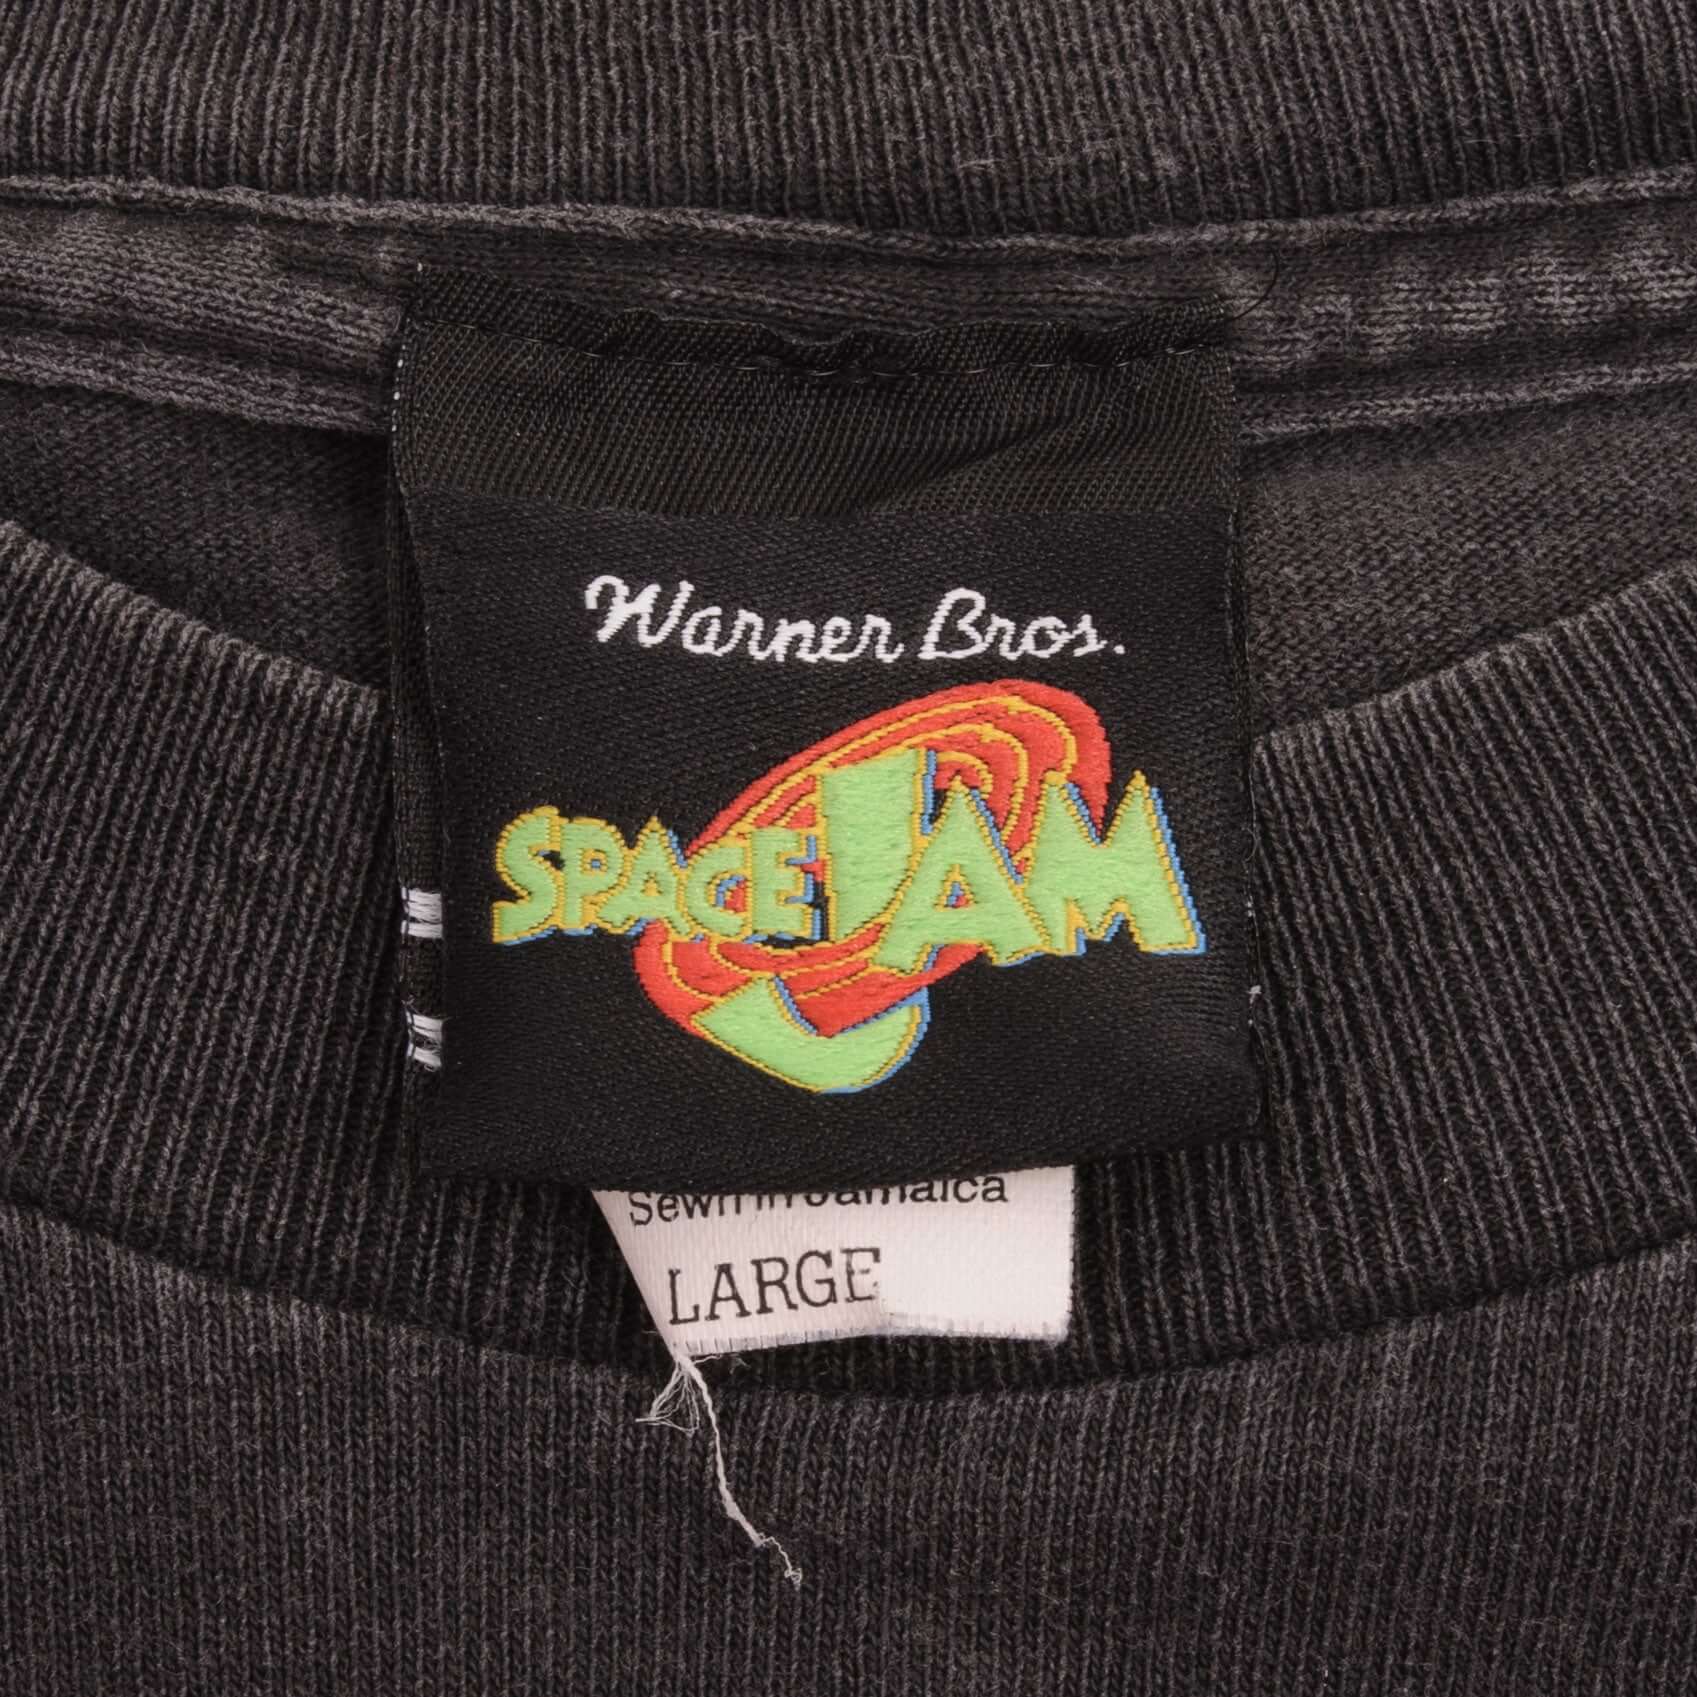 Warner Bros.
SPACE JAM
Sewn in Jamaica
LARGE